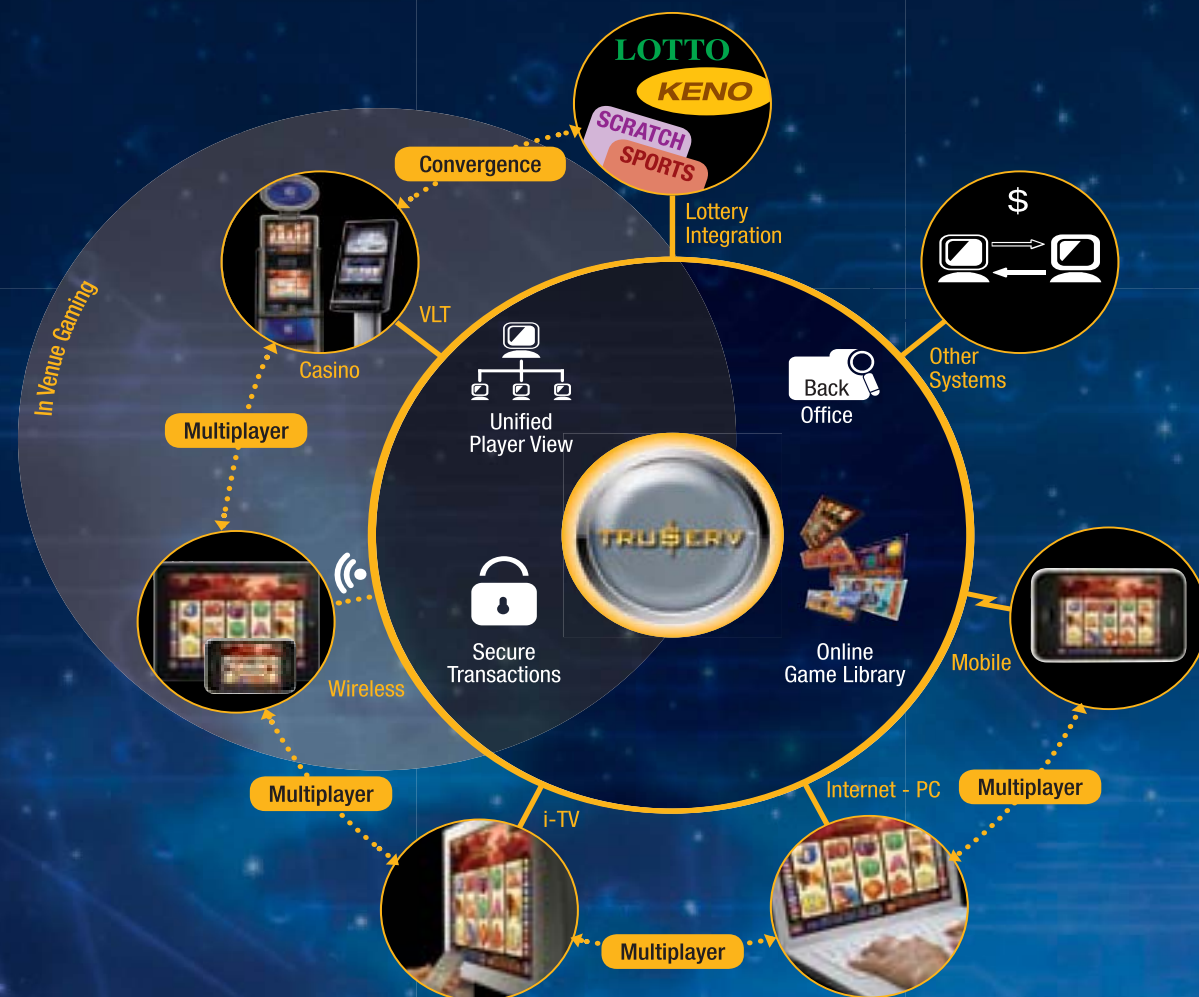 LOTTO
KENO
SCRATCH
SPORTS
Convergence
Lottery
Integration
$
In Venue Gaming
VLT
Casino
Other
Systems
Unified
Player View
Back
Office
Multiplayer
TRU$ERV
Secure
Transactions
Online
Game Library
Wireless
Mobile
Multiplayer
i-TV
Internet - PC
Multiplayer
Multiplayer